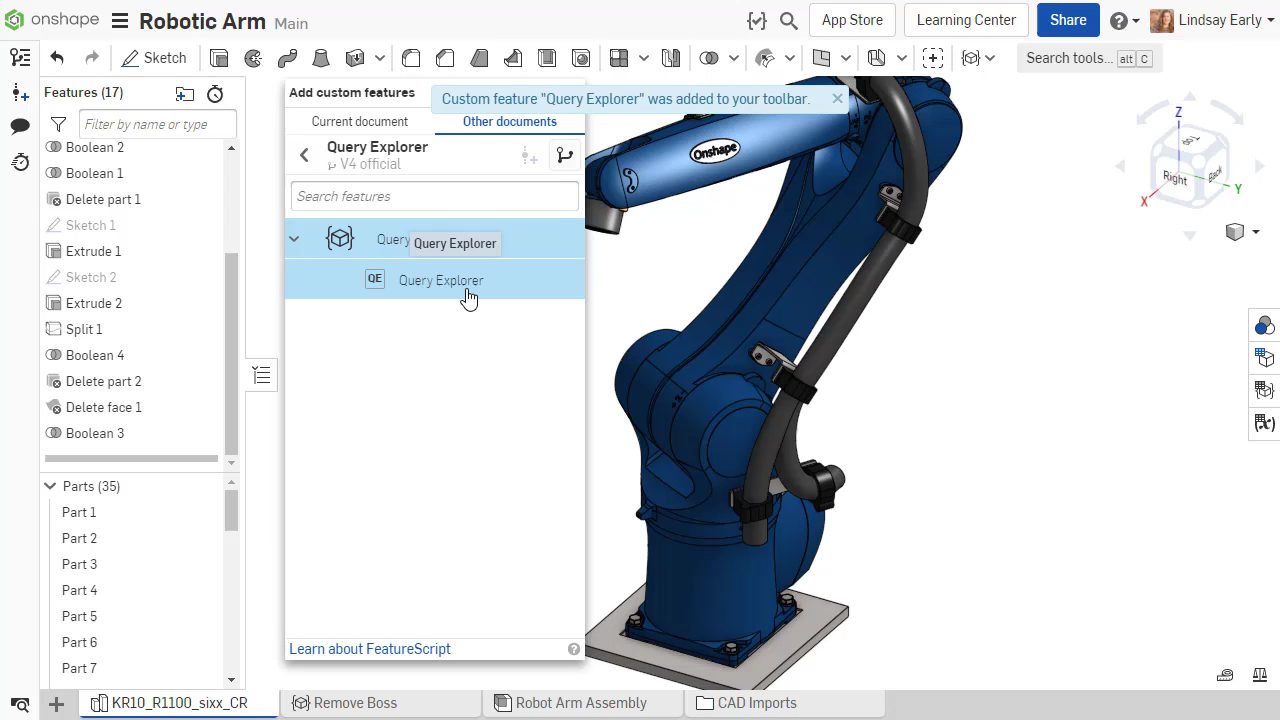 onshape
Robotic Arm Main
App Store
Learning Center
Share
Lindsay Early
Sketch
Search tools... alt C
Features (17)
Filter by name or type
Boolean 2
Boolean 1
Delete part 1
Sketch 1
Extrude 1
Sketch 2
Extrude 2
Split 1
Boolean 4
Delete part 2
Delete face 1
Boolean 3
Parts (35)
Part 1
Part 2
Part 3
Part 4
Part 5
Part 6
Part 7
Add custom features
Custom feature "Query Explorer" was added to your toolbar.
Current document
Other documents
Query Explorer
V4 official
Search features
Query
Query Explorer
QE Query Explorer
Learn about FeatureScript
Onshape
Z
Left
Right
Back
X
Y
KR10_R1100_sixx_CR
Remove Boss
Robot Arm Assembly
CAD Imports